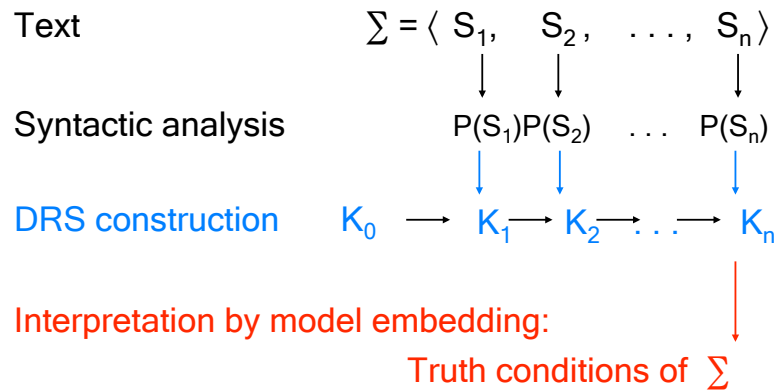 Text ∑ = ⟨ S₁, S₂ , . . . , Sₙ ⟩
Syntactic analysis P(S₁) P(S₂) . . . P(Sₙ)
DRS construction K₀ K₁ K₂ . . . Kₙ
Interpretation by model embedding:
Truth conditions of ∑